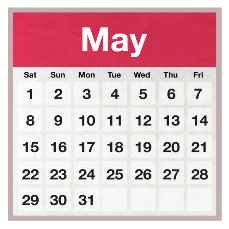 May
Sat Sun Mon Tue Wed Thu Fri
1 2 3 4 5 6 7
8 9 10 11 12 13 14
15 16 17 18 19 20 21
22 23 24 25 26 27 28
29 30 31